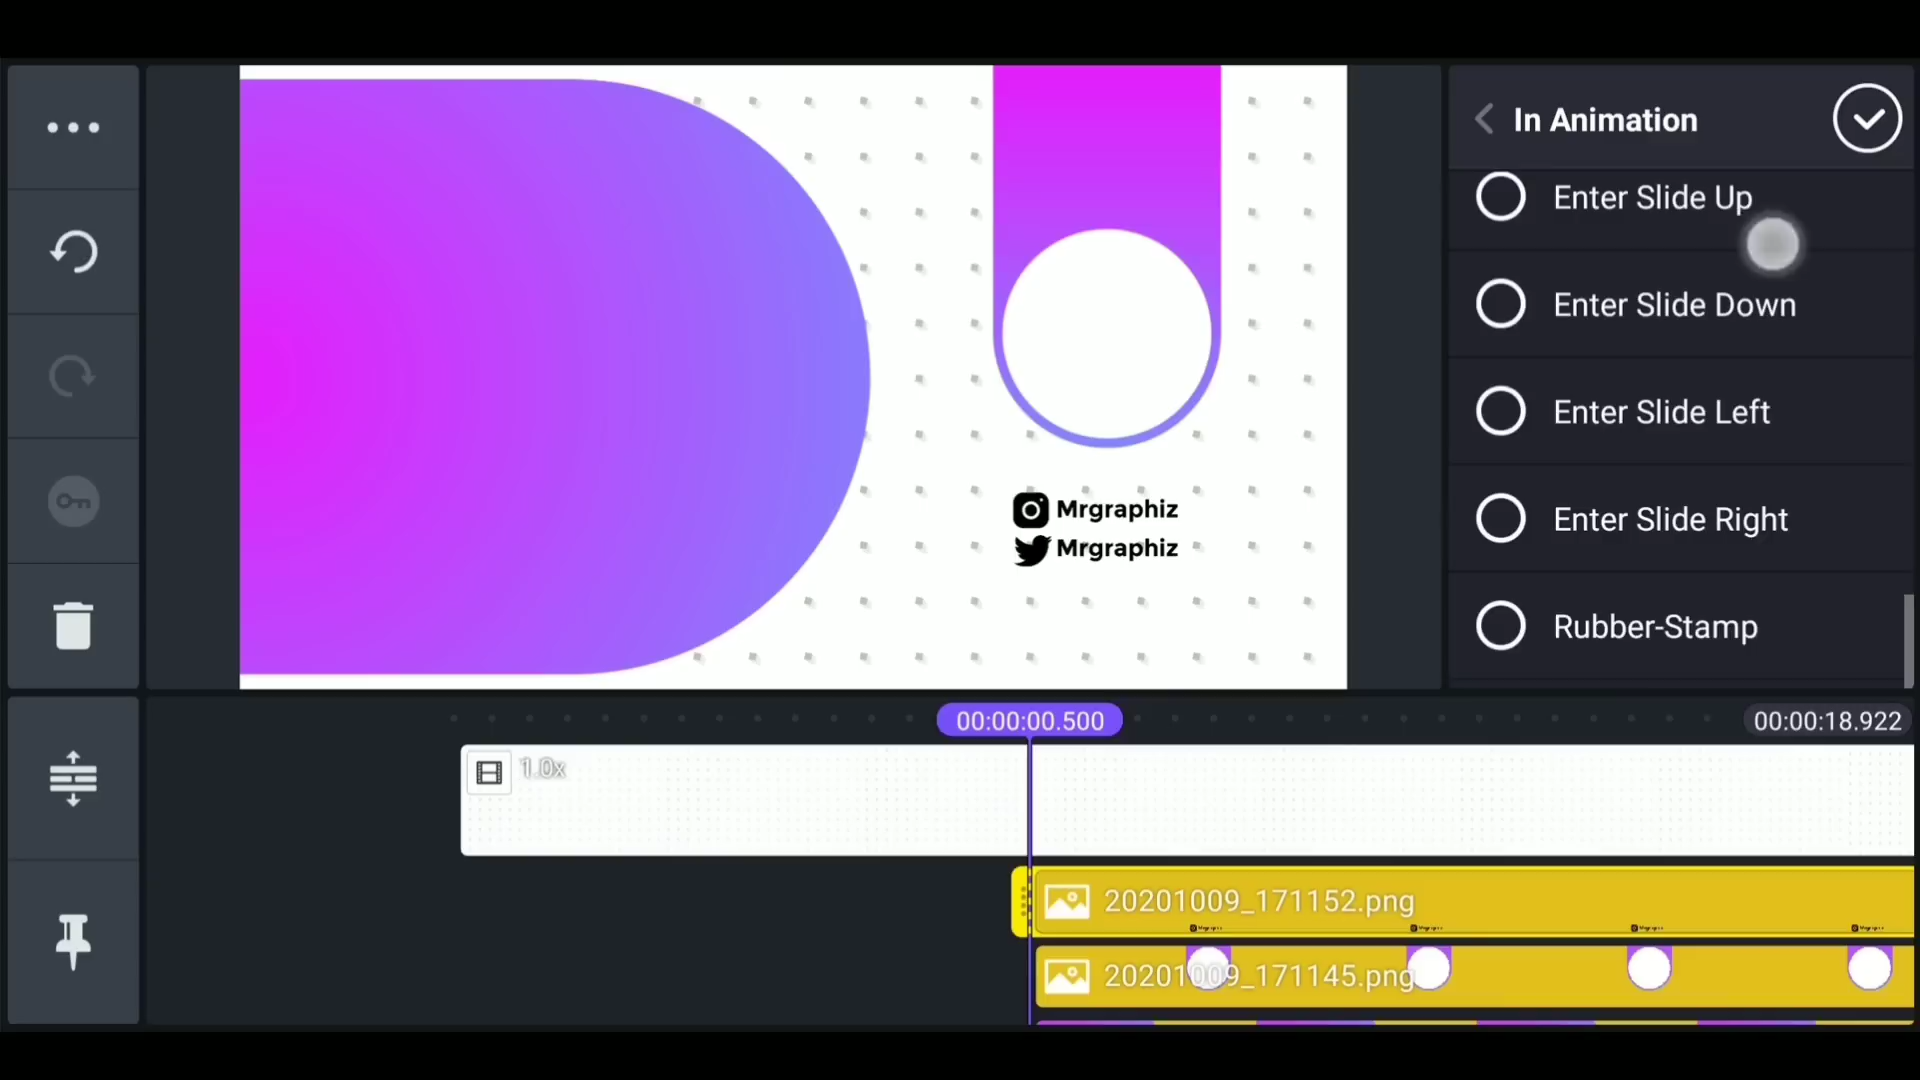 In Animation
Enter Slide Up
Enter Slide Down
Enter Slide Left
Enter Slide Right
Rubber-Stamp
Mrgraphiz
Mrgraphiz
00:00:00.500
00:00:18.922
1.0x
20201009_171152.png
20201009_171145.png